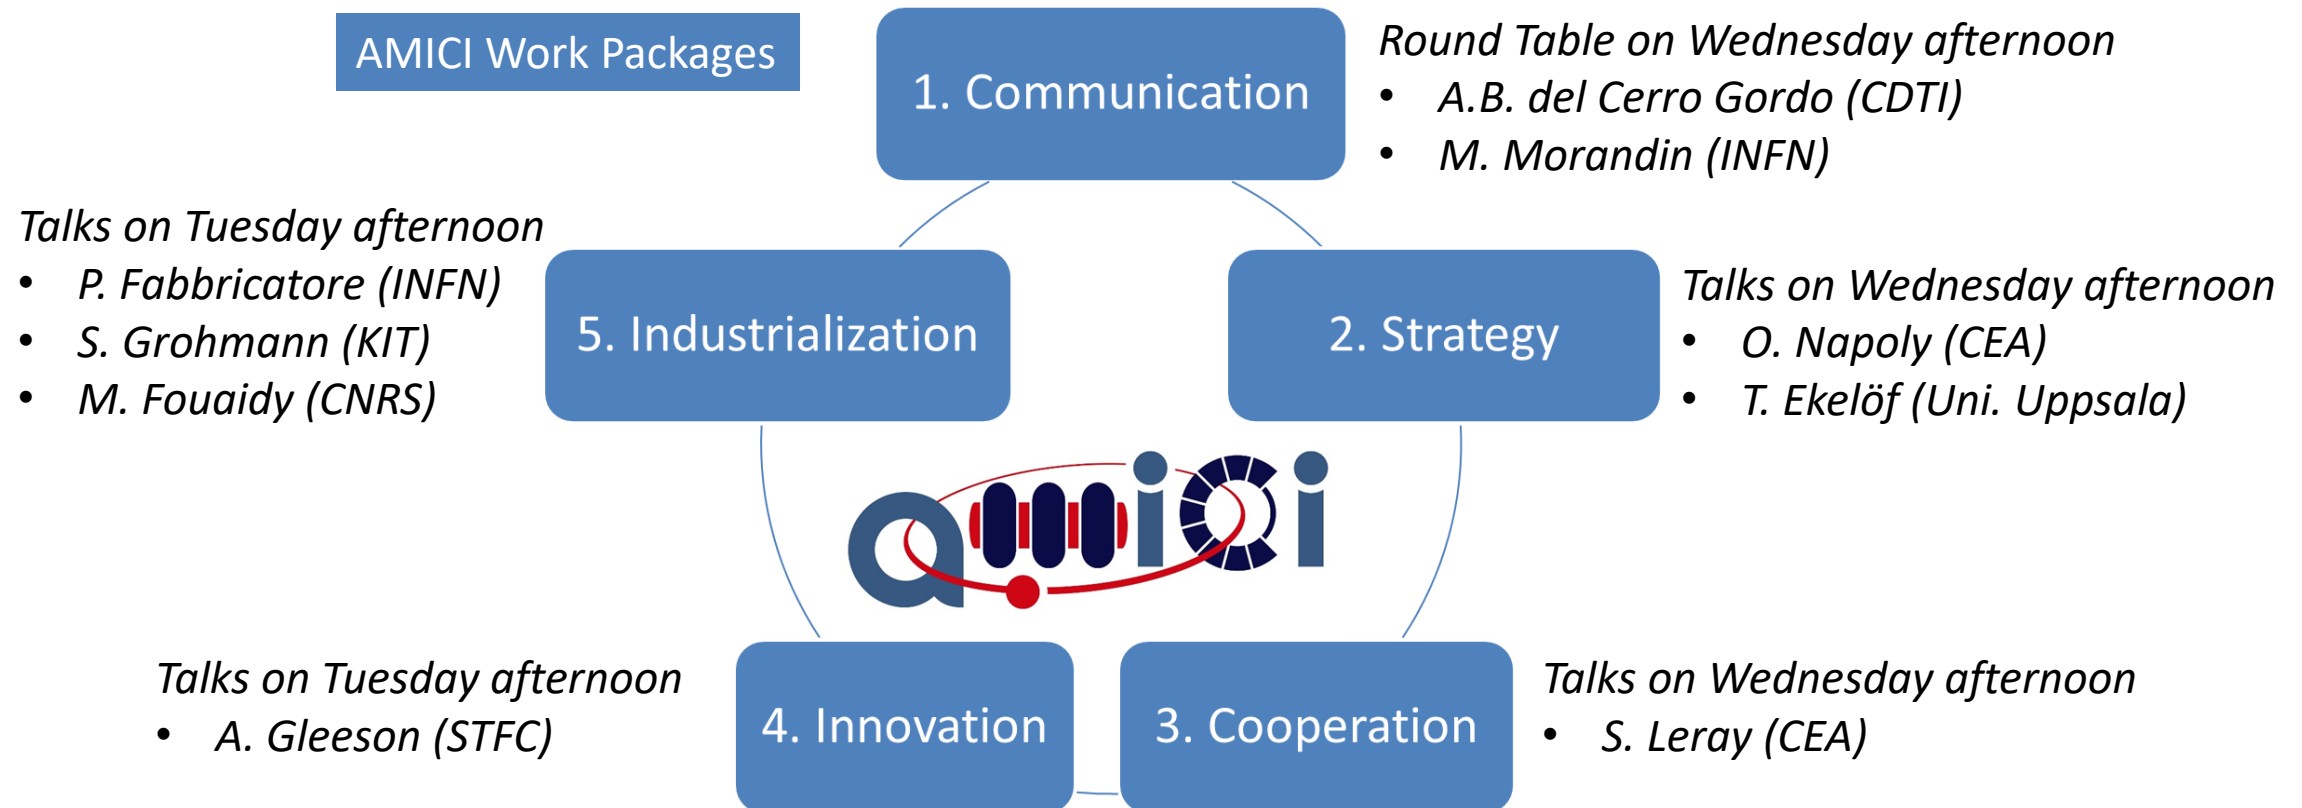 AMICI Work Packages
1. Communication
Round Table on Wednesday afternoon
• A.B. del Cerro Gordo (CDTI)
• M. Morandin (INFN)
2. Strategy
Talks on Wednesday afternoon
• O. Napoly (CEA)
• T. Ekelöf (Uni. Uppsala)
3. Cooperation
Talks on Wednesday afternoon
• S. Leray (CEA)
4. Innovation
Talks on Tuesday afternoon
• A. Gleeson (STFC)
5. Industrialization
Talks on Tuesday afternoon
• P. Fabbricatore (INFN)
• S. Grohmann (KIT)
• M. Fouaidy (CNRS)
amici